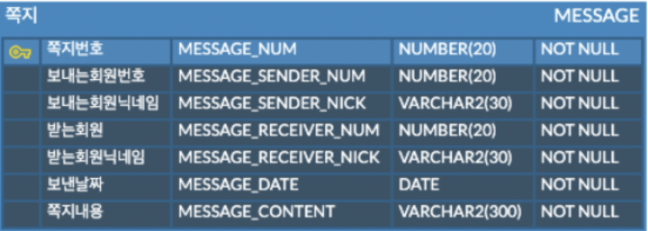 쪽지 MESSAGE
쪽지번호 MESSAGE_NUM NUMBER(20) NOT NULL
보내는회원번호 MESSAGE_SENDER_NUM NUMBER(20) NOT NULL
보내는회원닉네임 MESSAGE_SENDER_NICK VARCHAR2(30) NOT NULL
받는회원 MESSAGE_RECEIVER_NUM NUMBER(20) NOT NULL
받는회원닉네임 MESSAGE_RECEIVER_NICK VARCHAR2(30) NOT NULL
보낸날짜 MESSAGE_DATE DATE NOT NULL
쪽지내용 MESSAGE_CONTENT VARCHAR2(300) NOT NULL